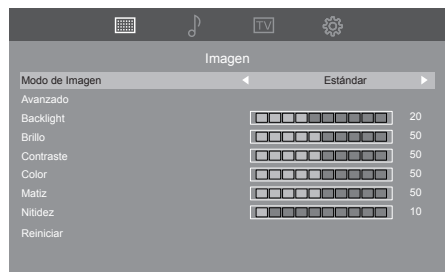 TV
Imagen
Modo de Imagen Estándar
Avanzado
Backlight 20
Brillo 50
Contraste 50
Color 50
Matiz 50
Nitidez 10
Reiniciar